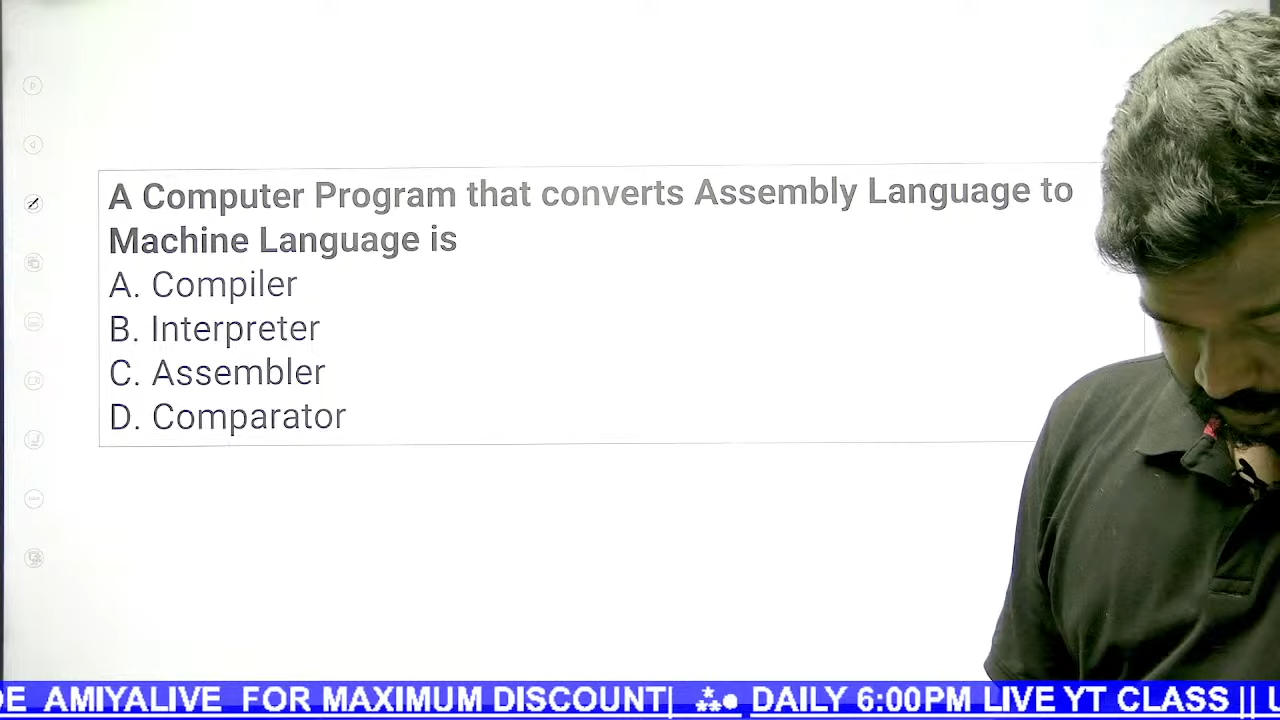 A Computer Program that converts Assembly Language to
Machine Language is
A. Compiler
B. Interpreter
C. Assembler
D. Comparator
AMIYALIVE FOR MAXIMUM DISCOUNT| DAILY 6:00PM LIVE YT CLASS ||